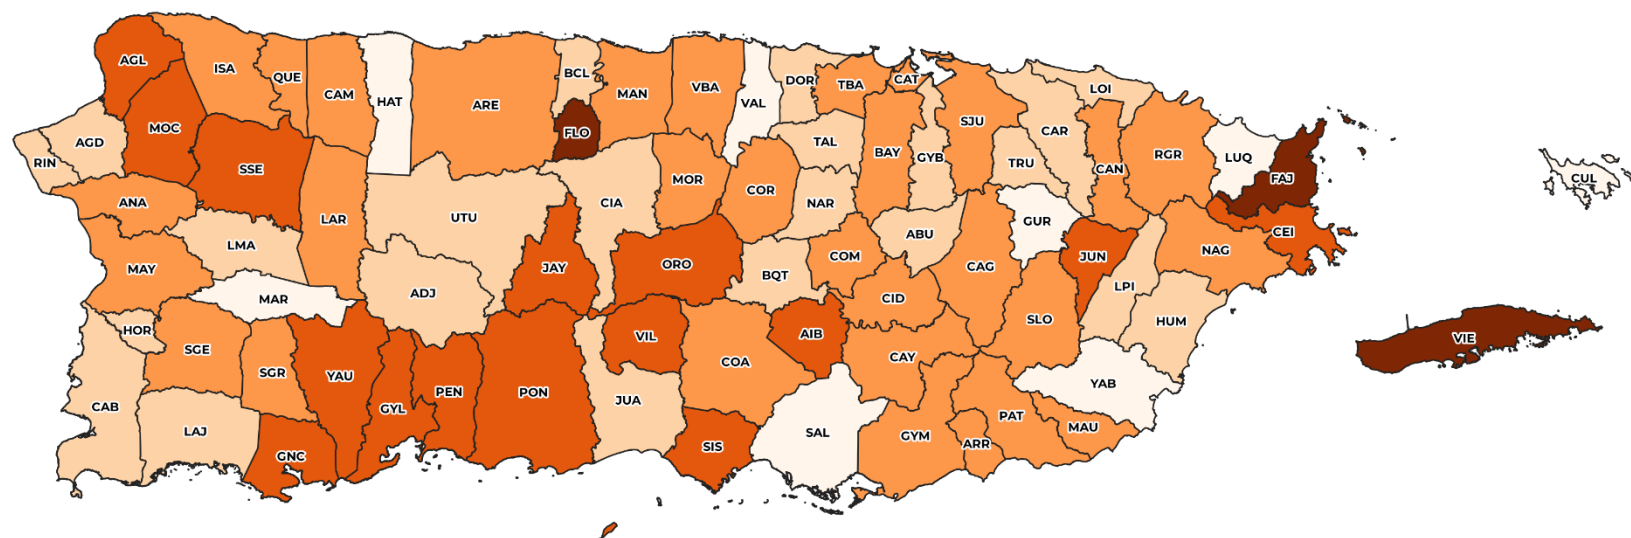 AGL
ISA
QUE
CAM
HAT
ARE
BCL
MAN
VBA
VAL
DOR
TBA
CAT
SJU
LOI
MOC
AGD
RIN
SSE
FLO
TAL
BAY
GYB
TRU
CAR
CAN
RGR
LUQ
FAJ
CUL
ANA
LAR
UTU
CIA
MOR
COR
NAR
ABU
GUR
LMA
MAY
MAR
ADJ
JAY
ORO
BQT
COM
CID
CAG
JUN
LPI
NAG
CEI
HUM
HOR
SGE
SGR
YAU
GYL
PEN
PON
VIL
COA
AIB
CAY
SLO
YAB
VIE
CAB
LAJ
GNC
JUA
SIS
SAL
GYM
ARR
PAT
MAU